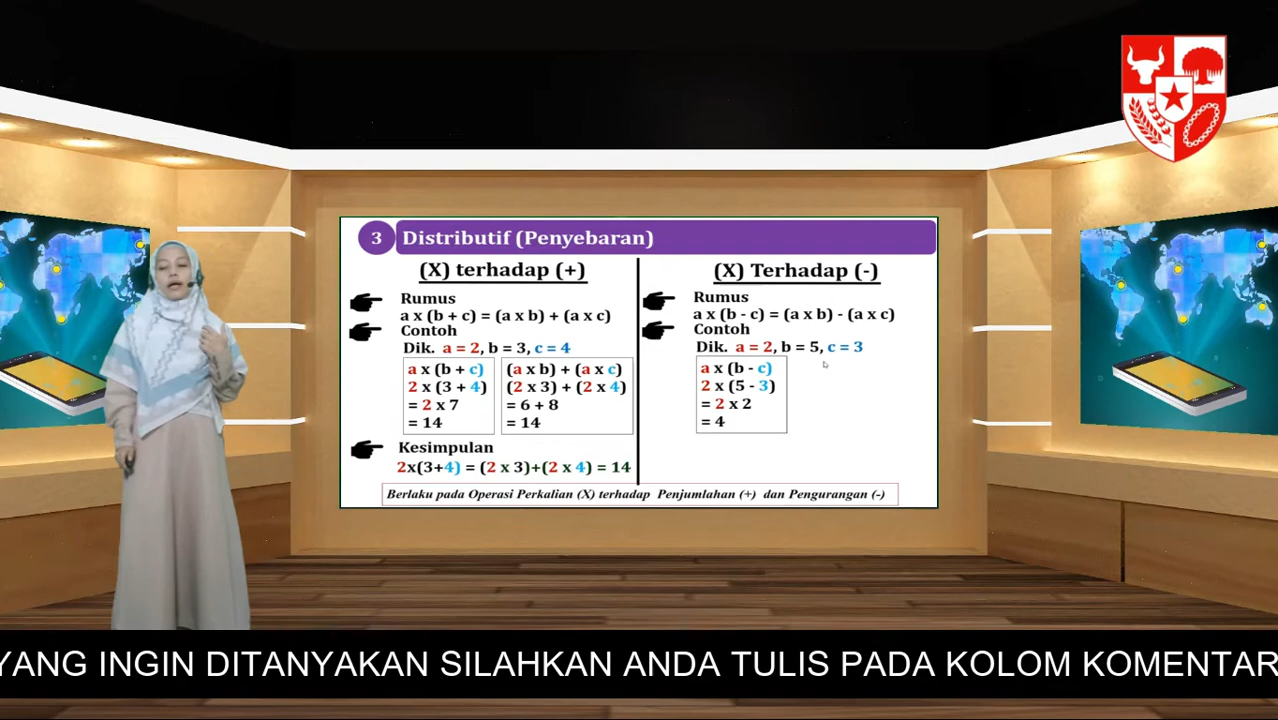 3 Distributif (Penyebaran)
(X) terhadap (+)
Rumus
a x (b + c) = (a x b) + (a x c)
Contoh
Dik. a = 2, b = 3, c = 4
a x (b + c)
2 x (3 + 4)
= 2 x 7
= 14
(a x b) + (a x c)
(2 x 3) + (2 x 4)
= 6 + 8
= 14
Kesimpulan
2x(3+4) = (2 x 3)+(2 x 4) = 14
(X) Terhadap (-)
Rumus
a x (b - c) = (a x b) - (a x c)
Contoh
Dik. a = 2, b = 5, c = 3
a x (b - c)
2 x (5 - 3)
= 2 x 2
= 4
Berlaku pada Operasi Perkalian (X) terhadap Penjumlahan (+) dan Pengurangan (-)
YANG INGIN DITANYAKAN SILAHKAN ANDA TULIS PADA KOLOM KOMENTAR